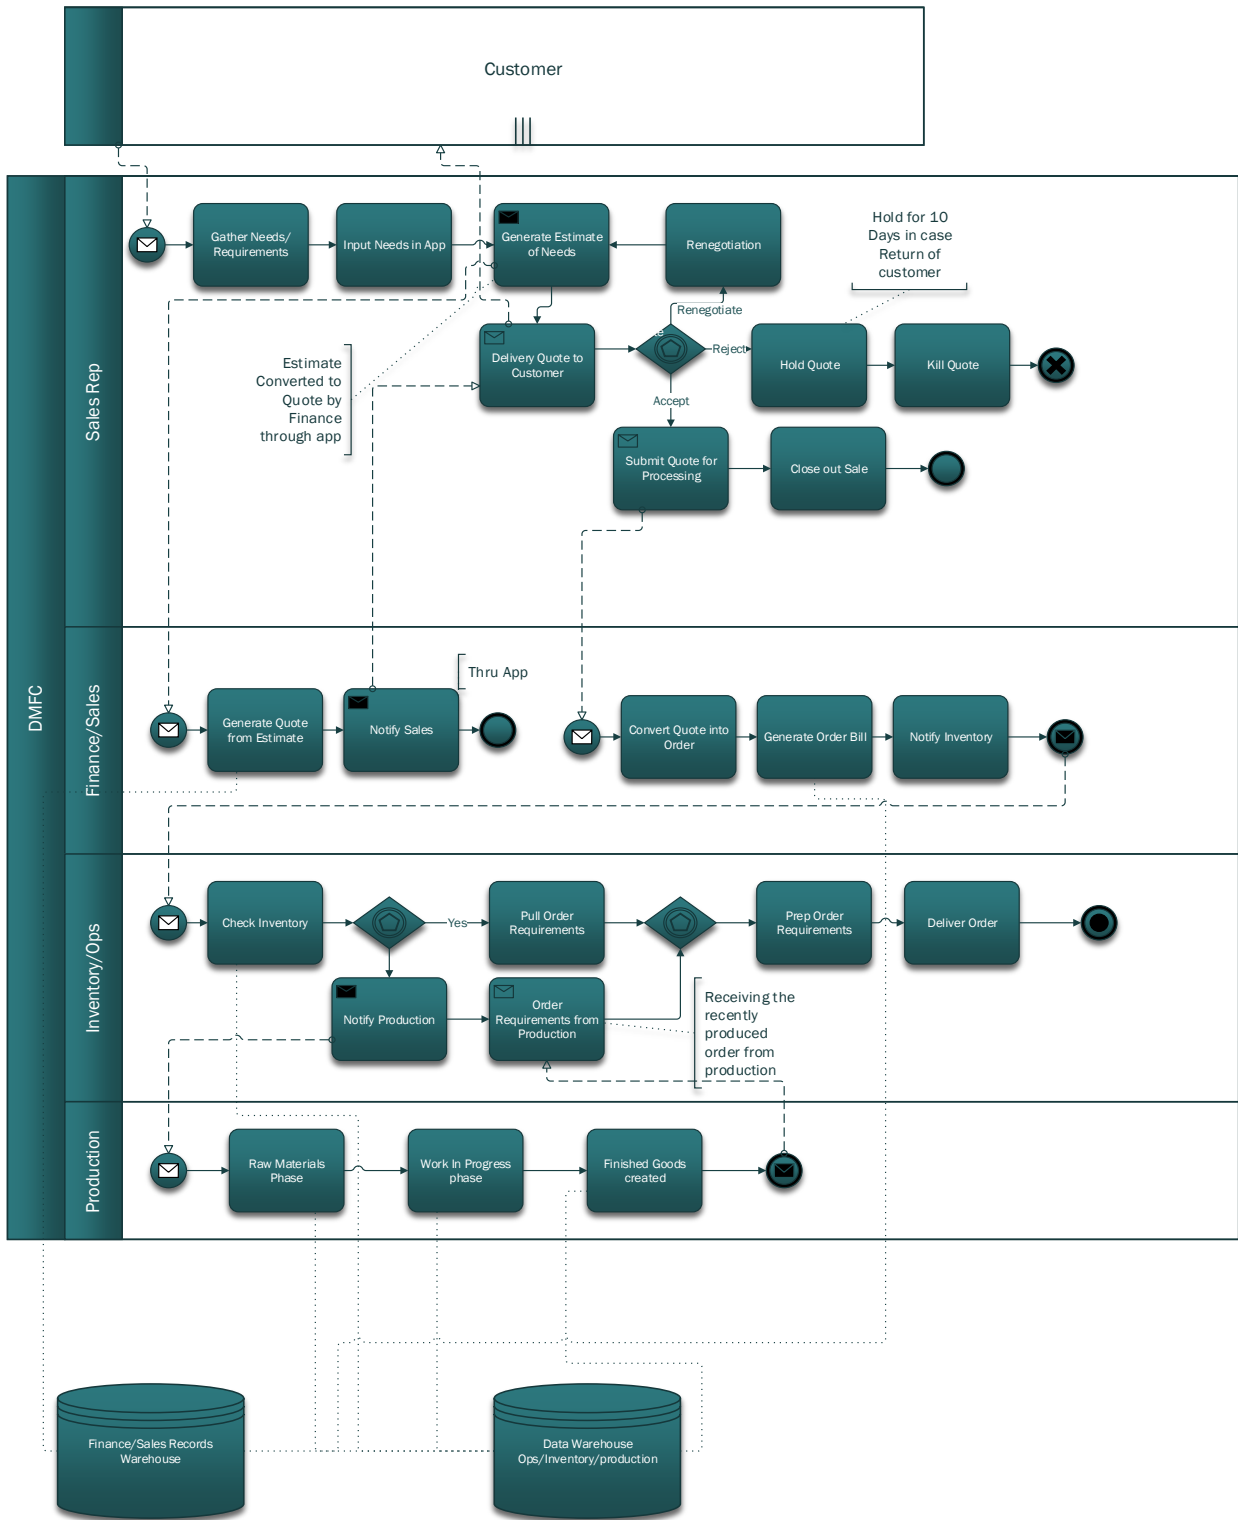 Customer
DMFC
Sales Rep
Gather Needs/
Requirements
Input Needs in App
Generate Estimate
of Needs
Renegotiation
Hold for 10
Days in case
Return of
customer
Renegotiate
Delivery Quote to
Customer
Reject
Hold Quote
Kill Quote
Estimate
Converted to
Quote by
Finance
through app
Accept
Submit Quote for
Processing
Close out Sale
Finance/Sales
Thru App
Generate Quote
from Estimate
Notify Sales
Convert Quote into
Order
Generate Order Bill
Notify Inventory
Inventory/Ops
Check Inventory
Yes
Pull Order
Requirements
Prep Order
Requirements
Deliver Order
Notify Production
Order
Requirements from
Production
Receiving the
recently
produced
order from
production
Production
Raw Materials
Phase
Work In Progress
phase
Finished Goods
created
Finance/Sales Records
Warehouse
Data Warehouse
Ops/Inventory/production